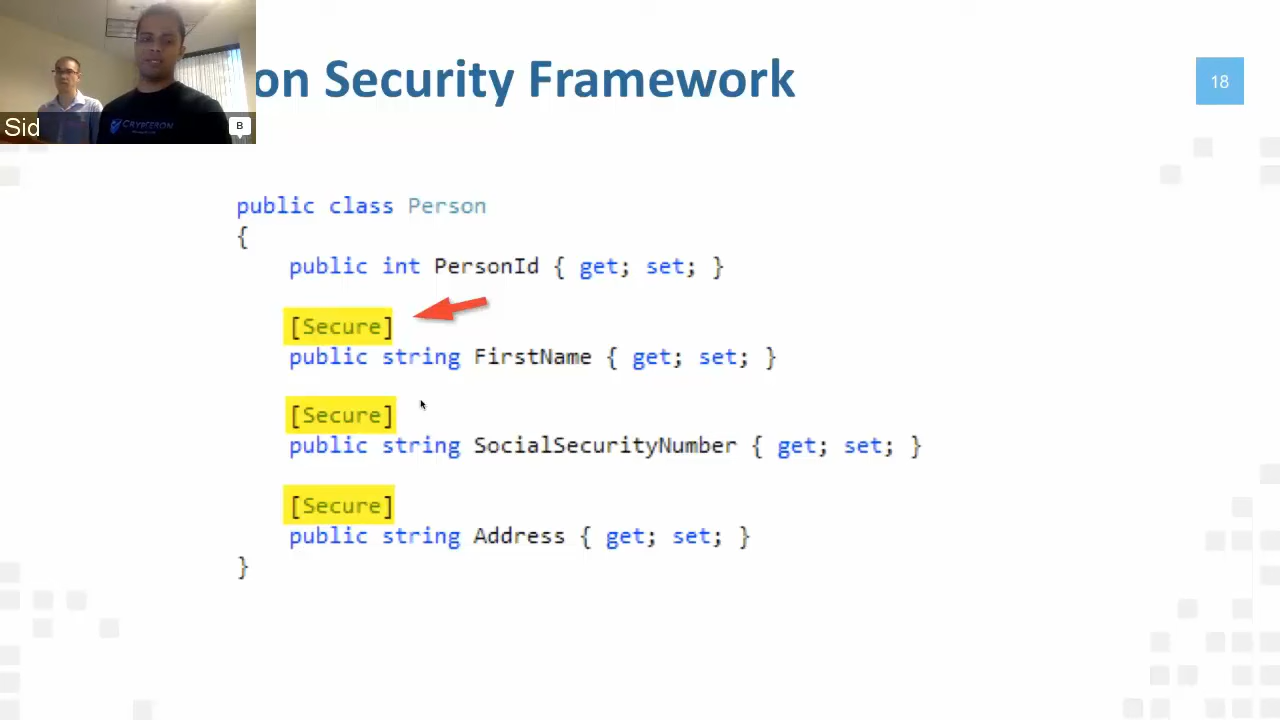 on Security Framework
18
Sid
B
CRYPTERON
public class Person
{
public int PersonId { get; set; }
[Secure]
public string FirstName { get; set; }
[Secure]
public string SocialSecurityNumber { get; set; }
[Secure]
public string Address { get; set; }
}